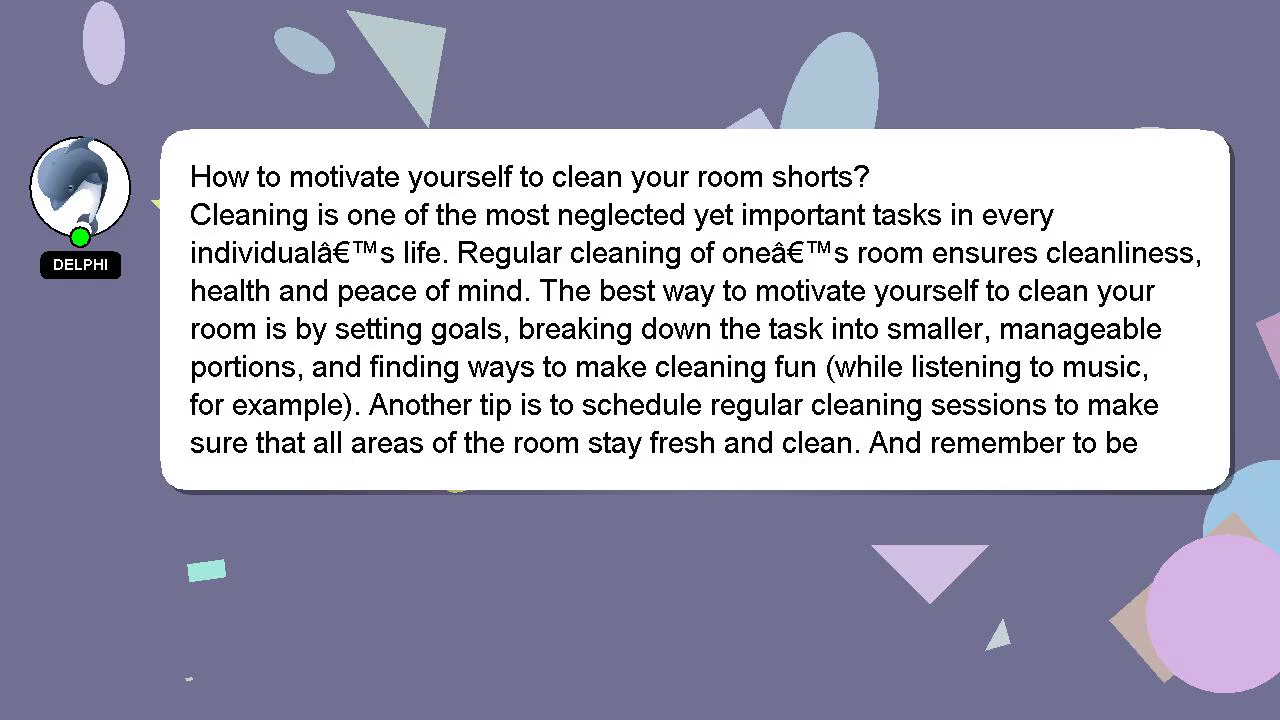 How to motivate yourself to clean your room shorts?
Cleaning is one of the most neglected yet important tasks in every
individualâ€™s life. Regular cleaning of oneâ€™s room ensures cleanliness,
health and peace of mind. The best way to motivate yourself to clean your
room is by setting goals, breaking down the task into smaller, manageable
portions, and finding ways to make cleaning fun (while listening to music,
for example). Another tip is to schedule regular cleaning sessions to make
sure that all areas of the room stay fresh and clean. And remember to be
DELPHI